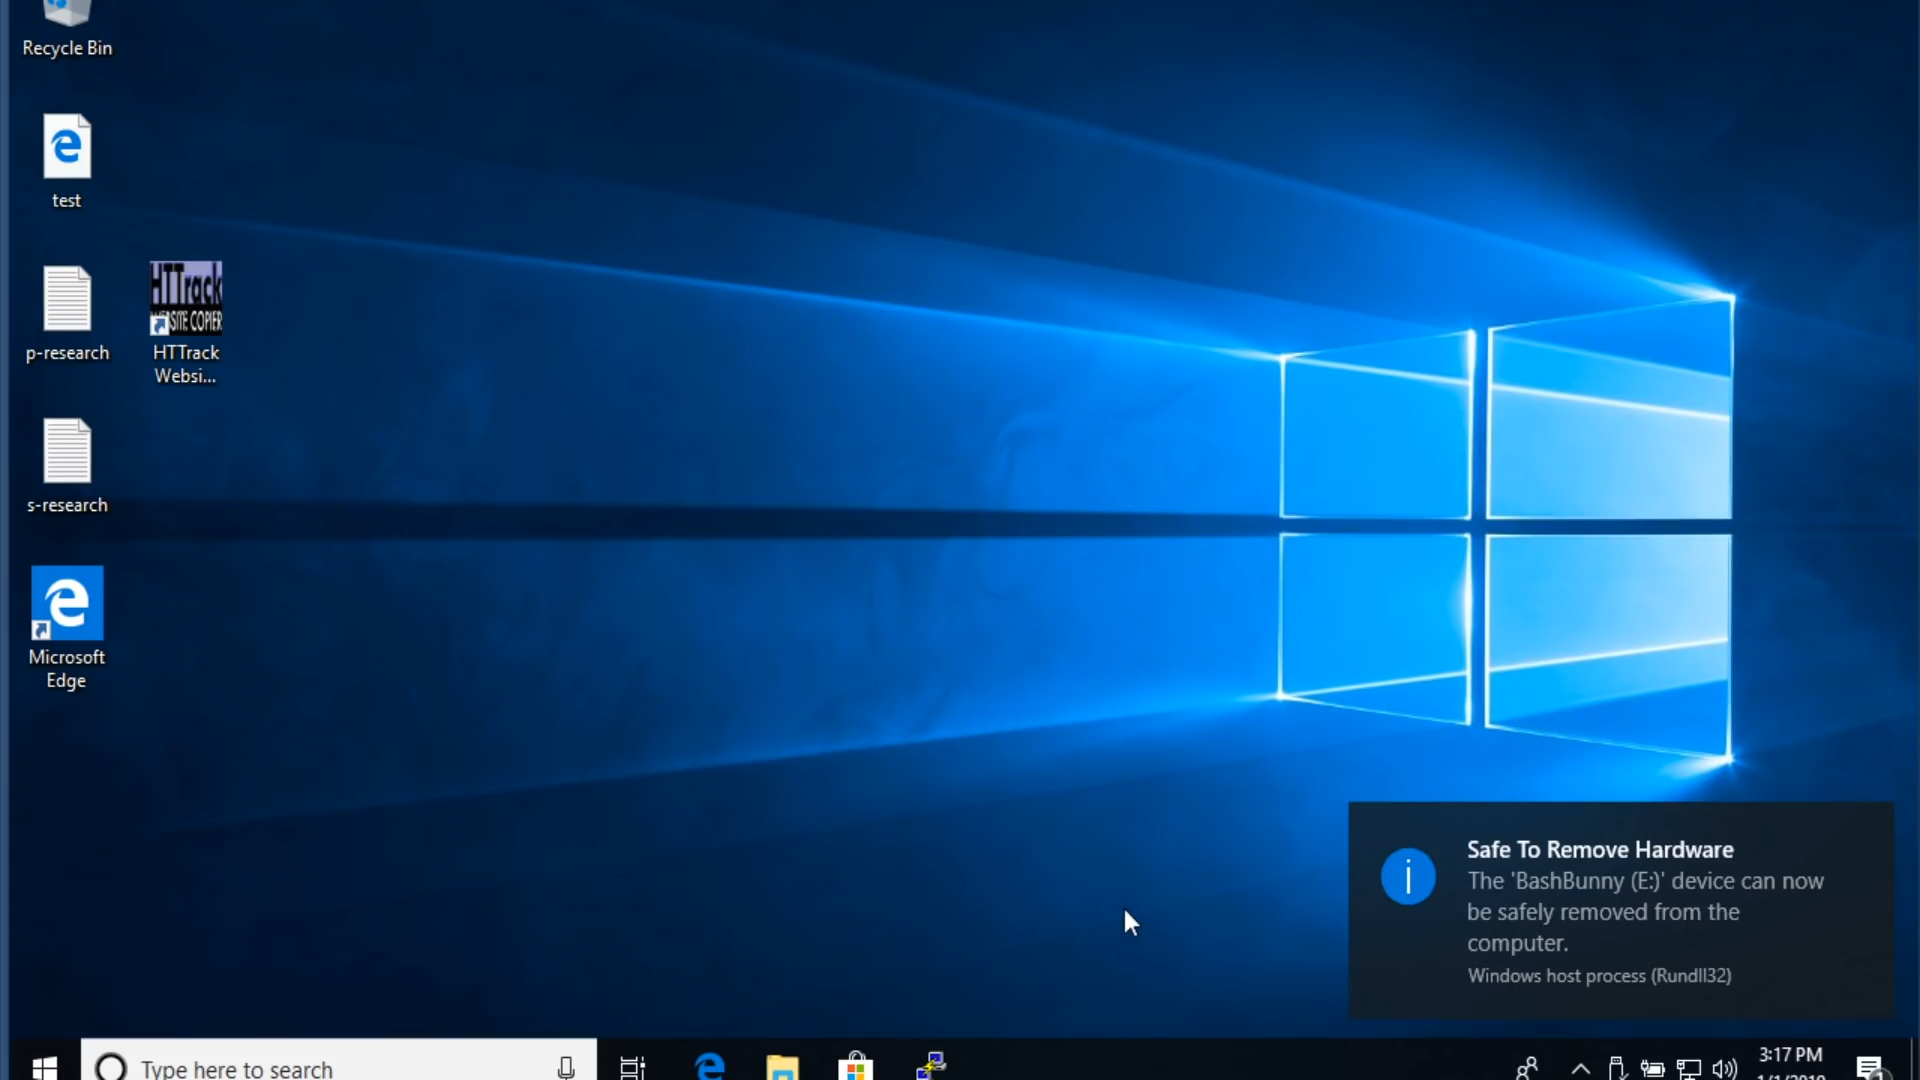 Recycle Bin
test
p-research
HTTrack
WEBSITE COPIER
HTTrack
Websi...
s-research
Microsoft
Edge
Safe To Remove Hardware
The 'BashBunny (E:)' device can now
be safely removed from the
computer.
Windows host process (Rundll32)
Type here to search
3:17 PM